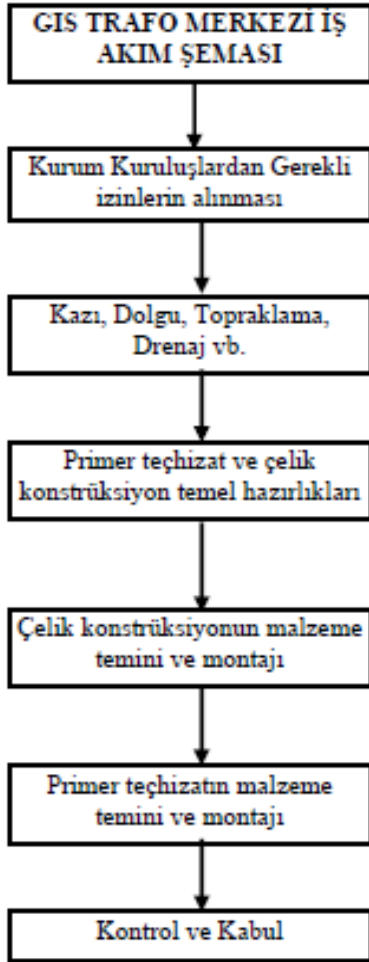 GIS TRAFO MERKEZİ İŞ
AKIM ŞEMASI
Kurum Kuruluşlardan Gerekli
izinlerin alınması
Kazı, Dolgu, Topraklama,
Drenaj vb.
Primer teçhizat ve çelik
konstrüksiyon temel hazırlıkları
Çelik konstrüksiyonun malzeme
temini ve montajı
Primer teçhizatın malzeme
temini ve montajı
Kontrol ve Kabul